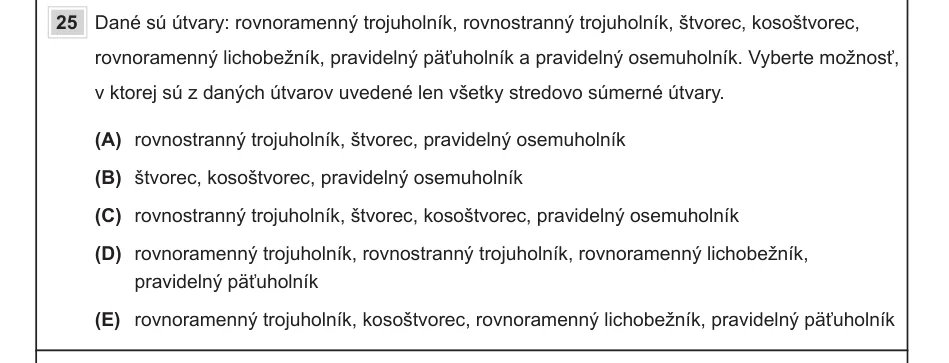 25 Dané sú útvary: rovnoramenný trojuholník, rovnostranný trojuholník, štvorec, kosoštvorec,
rovnoramenný lichobežník, pravidelný päťuholník a pravidelný osemuholník. Vyberte možnosť,
v ktorej sú z daných útvarov uvedené len všetky stredovo súmerné útvary.
(A) rovnostranný trojuholník, štvorec, pravidelný osemuholník
(B) štvorec, kosoštvorec, pravidelný osemuholník
(C) rovnostranný trojuholník, štvorec, kosoštvorec, pravidelný osemuholník
(D) rovnoramenný trojuholník, rovnostranný trojuholník, rovnoramenný lichobežník,
pravidelný päťuholník
(E) rovnoramenný trojuholník, kosoštvorec, rovnoramenný lichobežník, pravidelný päťuholník